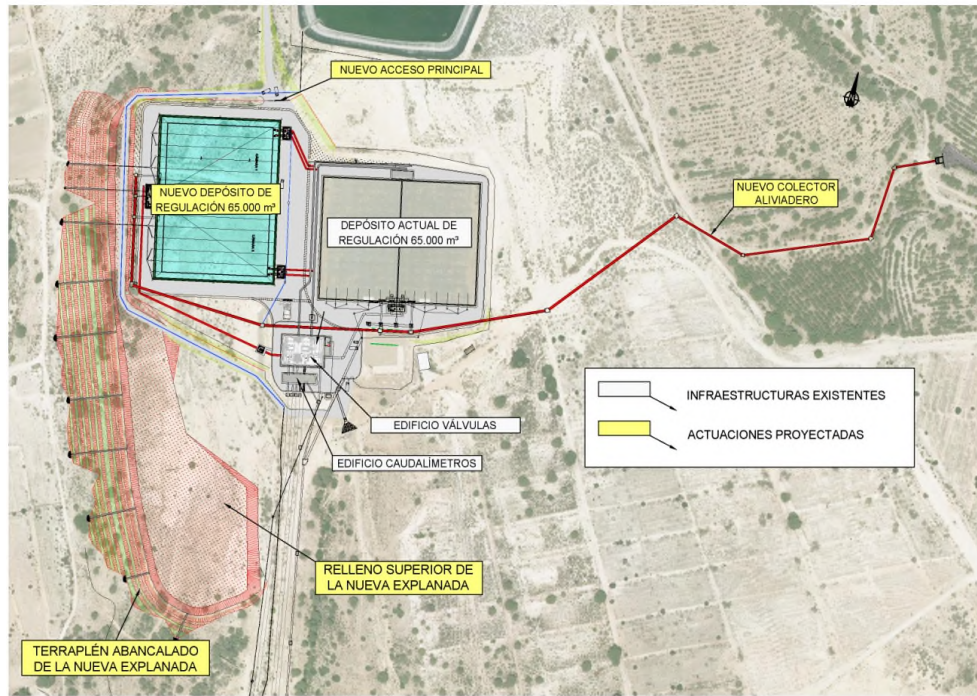 NUEVO ACCESO PRINCIPAL
NUEVO DEPÓSITO DE
REGULACIÓN 65.000 m³
DEPÓSITO ACTUAL DE
REGULACIÓN 65.000 m³
NUEVO COLECTOR
ALIVIADERO
INFRAESTRUCTURAS EXISTENTES
ACTUACIONES PROYECTADAS
EDIFICIO VÁLVULAS
EDIFICIO CAUDALÍMETROS
RELLENO SUPERIOR DE
LA NUEVA EXPLANADA
TERRAPLÉN ABANCALADO
DE LA NUEVA EXPLANADA